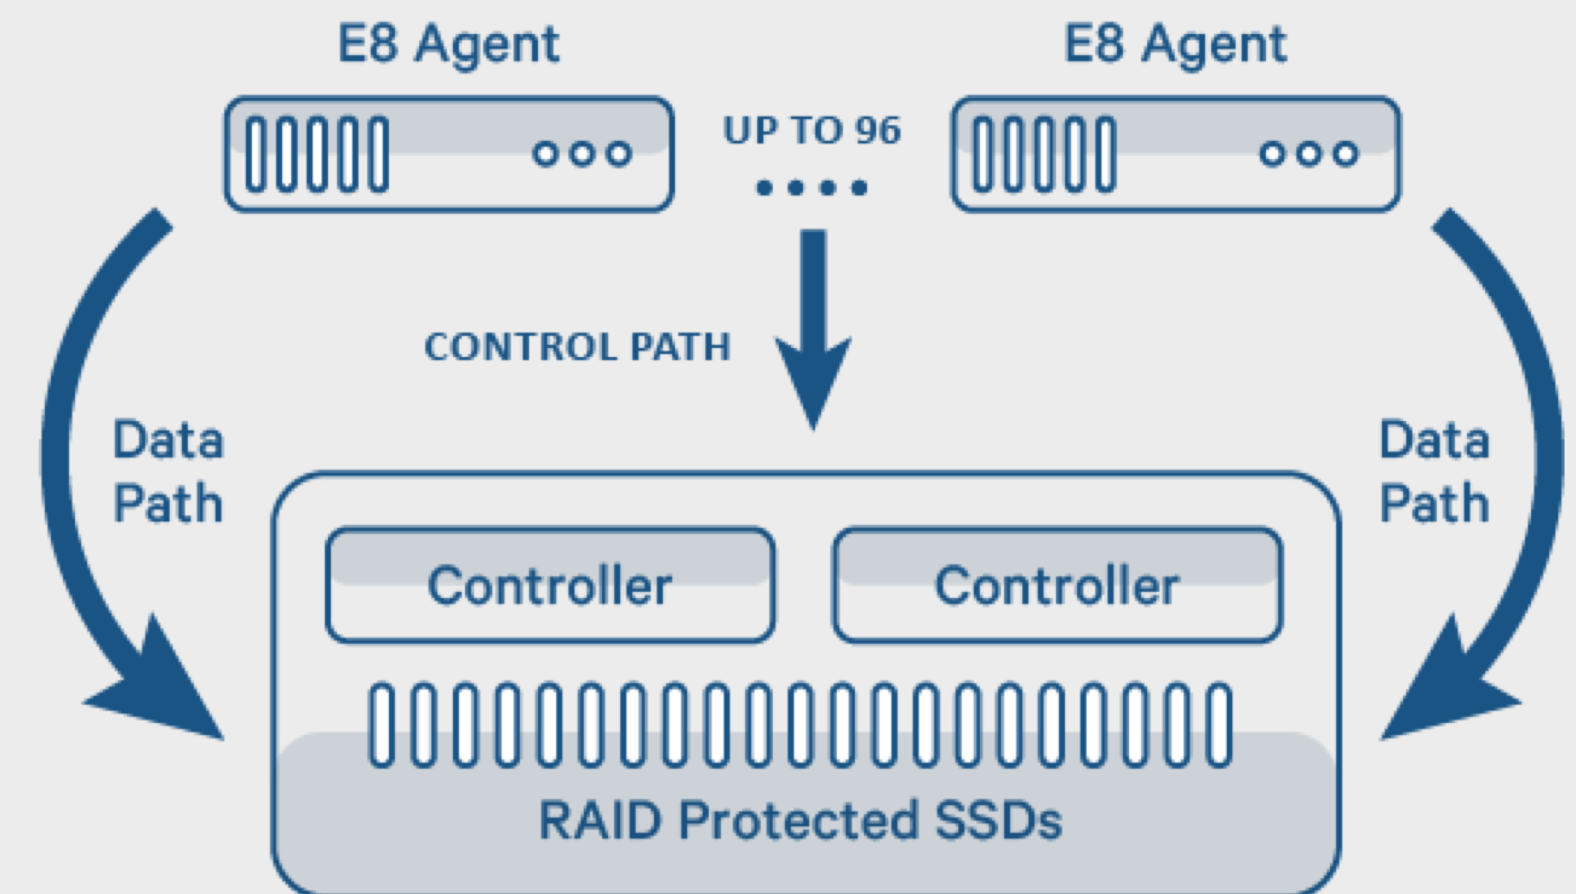 E8 Agent
E8 Agent
UP TO 96
CONTROL PATH
Data
Path
Data
Path
Controller
Controller
RAID Protected SSDs